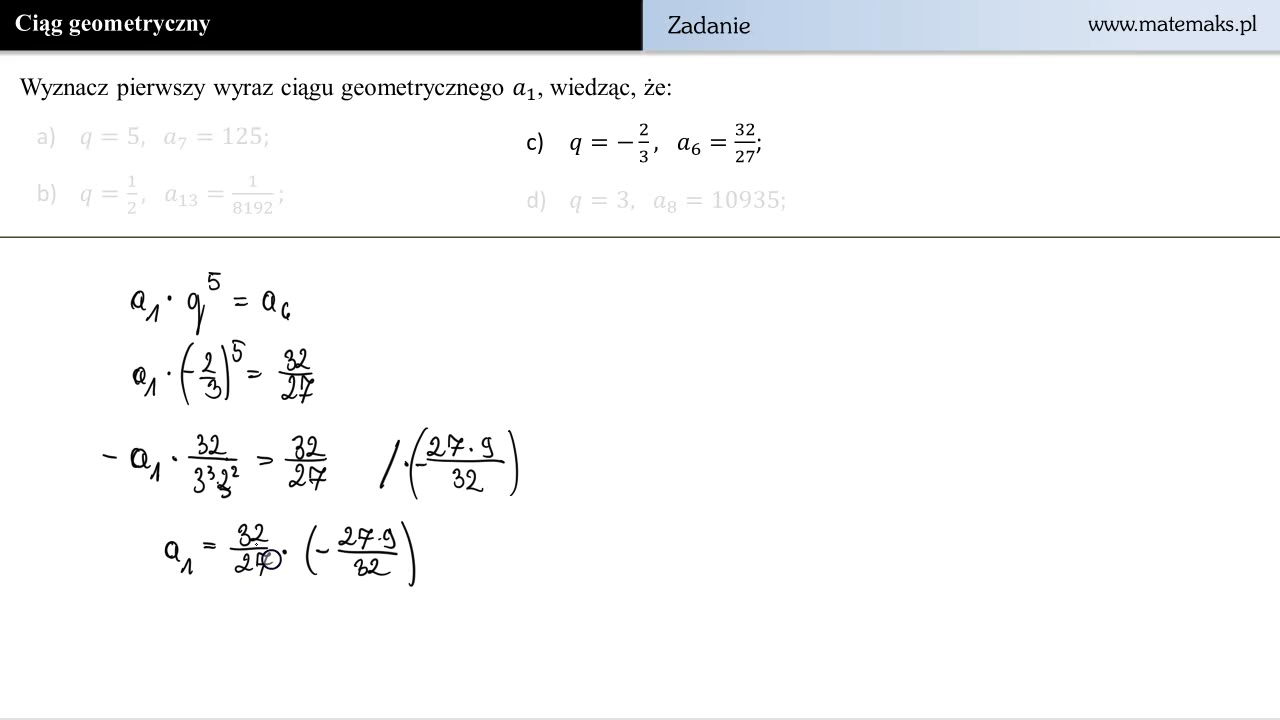 Ciąg geometryczny
Zadanie
www.matemaks.pl
Wyznacz pierwszy wyraz ciągu geometrycznego a₁, wiedząc, że:
a) q = 5, a₇ = 125;
b) q = 1/2, a₁₃ = 1/8192;
c) q = −2/3, a₆ = 32/27;
d) q = 3, a₈ = 10935;
a₁ · q⁵ = a₆
a₁ · (−2/3)⁵ = 32/27
− a₁ · 32/(3³·3²) = 32/27 / · (−27·9/32)
a₁ = 32/27 · (−27·9/32)